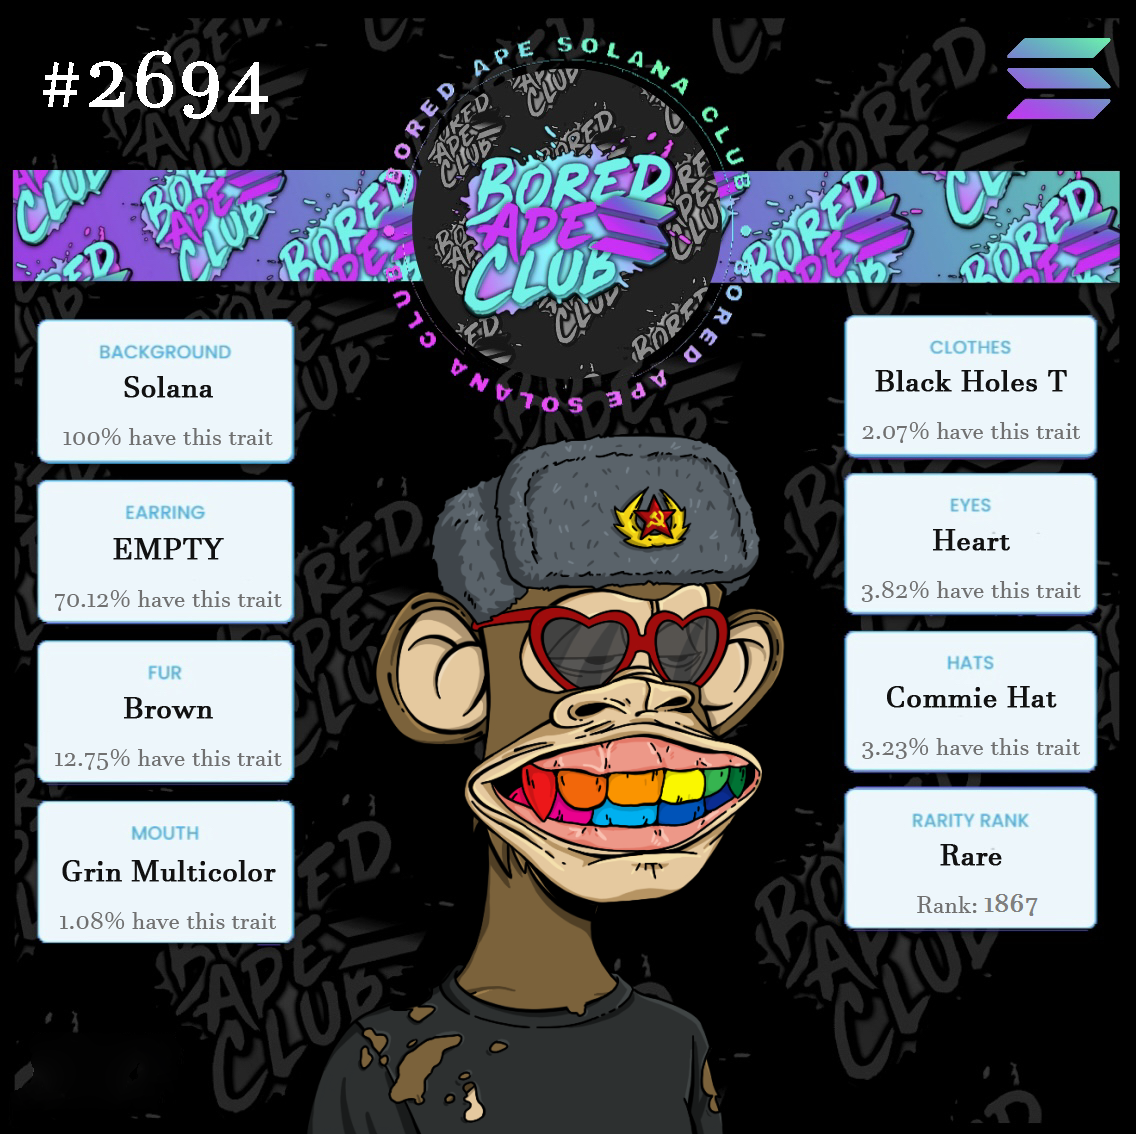 #2694
BORED APE SOLANA CLUB
BORED APE SOLANA CLUB
BORED
APE
CLUB
BACKGROUND
Solana
100% have this trait
EARRING
EMPTY
70.12% have this trait
FUR
Brown
12.75% have this trait
MOUTH
Grin Multicolor
1.08% have this trait
CLOTHES
Black Holes T
2.07% have this trait
EYES
Heart
3.82% have this trait
HATS
Commie Hat
3.23% have this trait
RARITY RANK
Rare
Rank: 1867